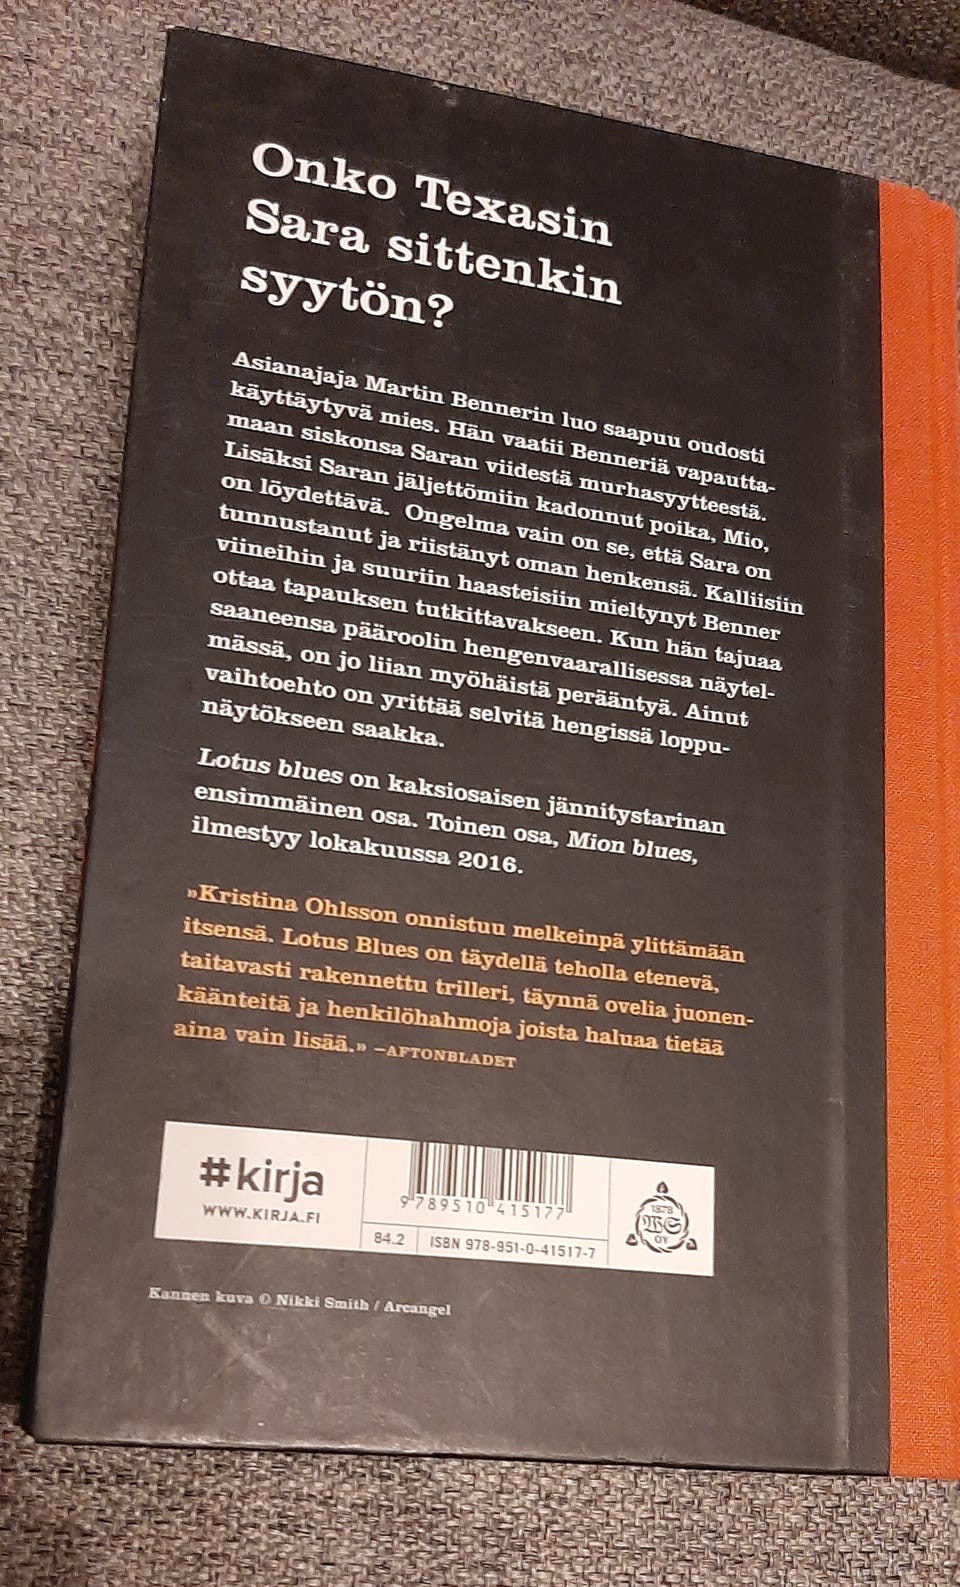 Onko Texasin
Sara sittenkin
syytön?
Asianajaja Martin Bennerin luo saapuu oudosti
käyttäytyvä mies. Hän vaatii Benneriä vapautta-
maan siskonsa Saran viidestä murhasyytteestä.
Lisäksi Saran jäljettömiin kadonnut poika, Mio,
on löydettävä. Ongelma vain on se, että Sara on
tunnustanut ja riistänyt oman henkensä. Kalliisiin
viineihin ja suuriin haasteisiin mieltynyt Benner
ottaa tapauksen tutkittavakseen. Kun hän tajuaa
saaneensa pääroolin hengenvaarallisessa näytel-
mässä, on jo liian myöhäistä perääntyä. Ainut
vaihtoehto on yrittää selvitä hengissä loppu-
näytökseen saakka.
Lotus blues on kaksiosaisen jännitystarinan
ensimmäinen osa. Toinen osa, Mion blues,
ilmestyy lokakuussa 2016.
»Kristina Ohlsson onnistuu melkeinpä ylittämään
itsensä. Lotus Blues on täydellä teholla etenevä,
taitavasti rakennettu trilleri, täynnä ovelia juonen-
käänteitä ja henkilöhahmoja joista haluaa tietää
aina vain lisää.» –AFTONBLADET
#kirja
WWW.KIRJA.FI
9 789510 415177
84.2 ISBN 978-951-0-41517-7
1878
WS
OY
Kannen kuva © Nikki Smith / Arcangel